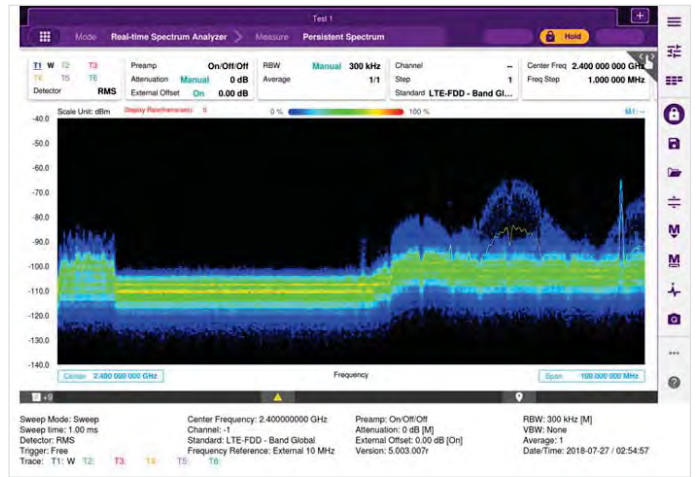 Test 1
Mode Real-time Spectrum Analyzer Measure Persistent Spectrum Hold
T1 W T2 T3
T4 T5 T6
Detector RMS
Preamp On/Off/Off
Attenuation Manual 0 dB
External Offset On 0.00 dB
RBW Manual 300 kHz
Average 1/1
Channel --
Step 1
Standard LTE-FDD - Band Gl...
Center Freq 2.400 000 000 GHz
Freq Step 1.000 000 MHz
Scale Unit: dBm
0 % 100 %
-40.0
-60.0
-70.0
-80.0
-90.0
-100.0
-110.0
-120.0
-130.0
-140.0
Center 2.400 000 000 GHz Frequency Span 100.000 000 MHz
+9
Sweep Mode: Sweep
Sweep time: 1.00 ms
Detector: RMS
Trigger: Free
Trace: T1: W T2: T3: T4: T5: T6:
Center Frequency: 2.400000000 GHz
Channel: -1
Standard: LTE-FDD - Band Global
Frequency Reference: External 10 MHz
Preamp: On/Off/Off
Attenuation: 0 dB [M]
External Offset: 0.00 dB [On]
Version: 5.003.007r
RBW: 300 kHz [M]
VBW: None
Average: 1
Date/Time: 2018-07-27 / 02:54:57